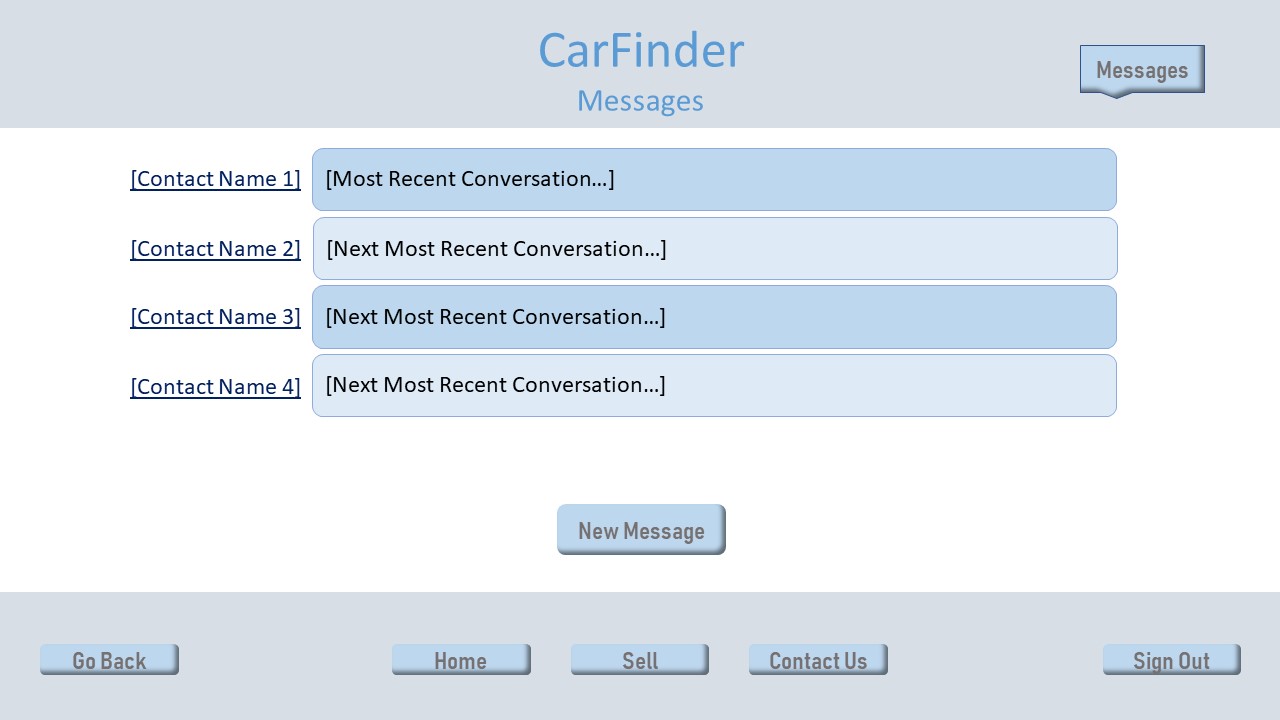 CarFinder
Messages
Messages
[Contact Name 1] [Most Recent Conversation...]
[Contact Name 2] [Next Most Recent Conversation...]
[Contact Name 3] [Next Most Recent Conversation...]
[Contact Name 4] [Next Most Recent Conversation...]
New Message
Go Back Home Sell Contact Us Sign Out